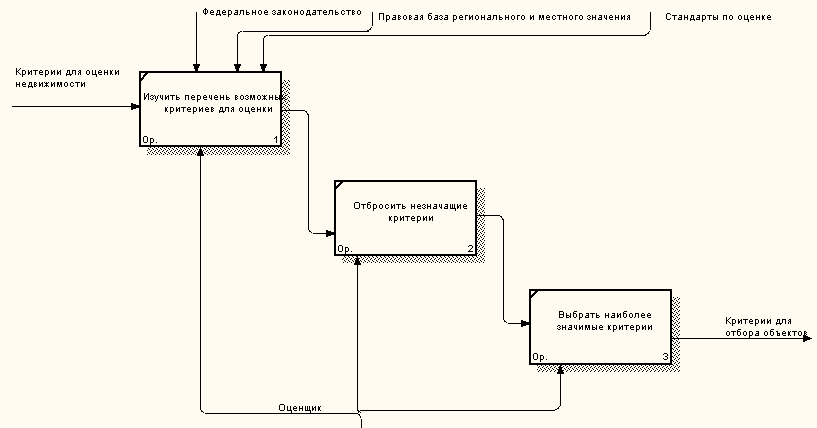 Федеральное законодательство
Правовая база регионального и местного значения
Стандарты по оценке
Критерии для оценки
недвижимости
Изучить перечень возможных
критериев для оценки
0р.
1
Отбросить незначащие
критерии
0р.
2
Выбрать наиболее
значимые критерии
0р.
3
Критерии для
отбора объектов
Оценщик